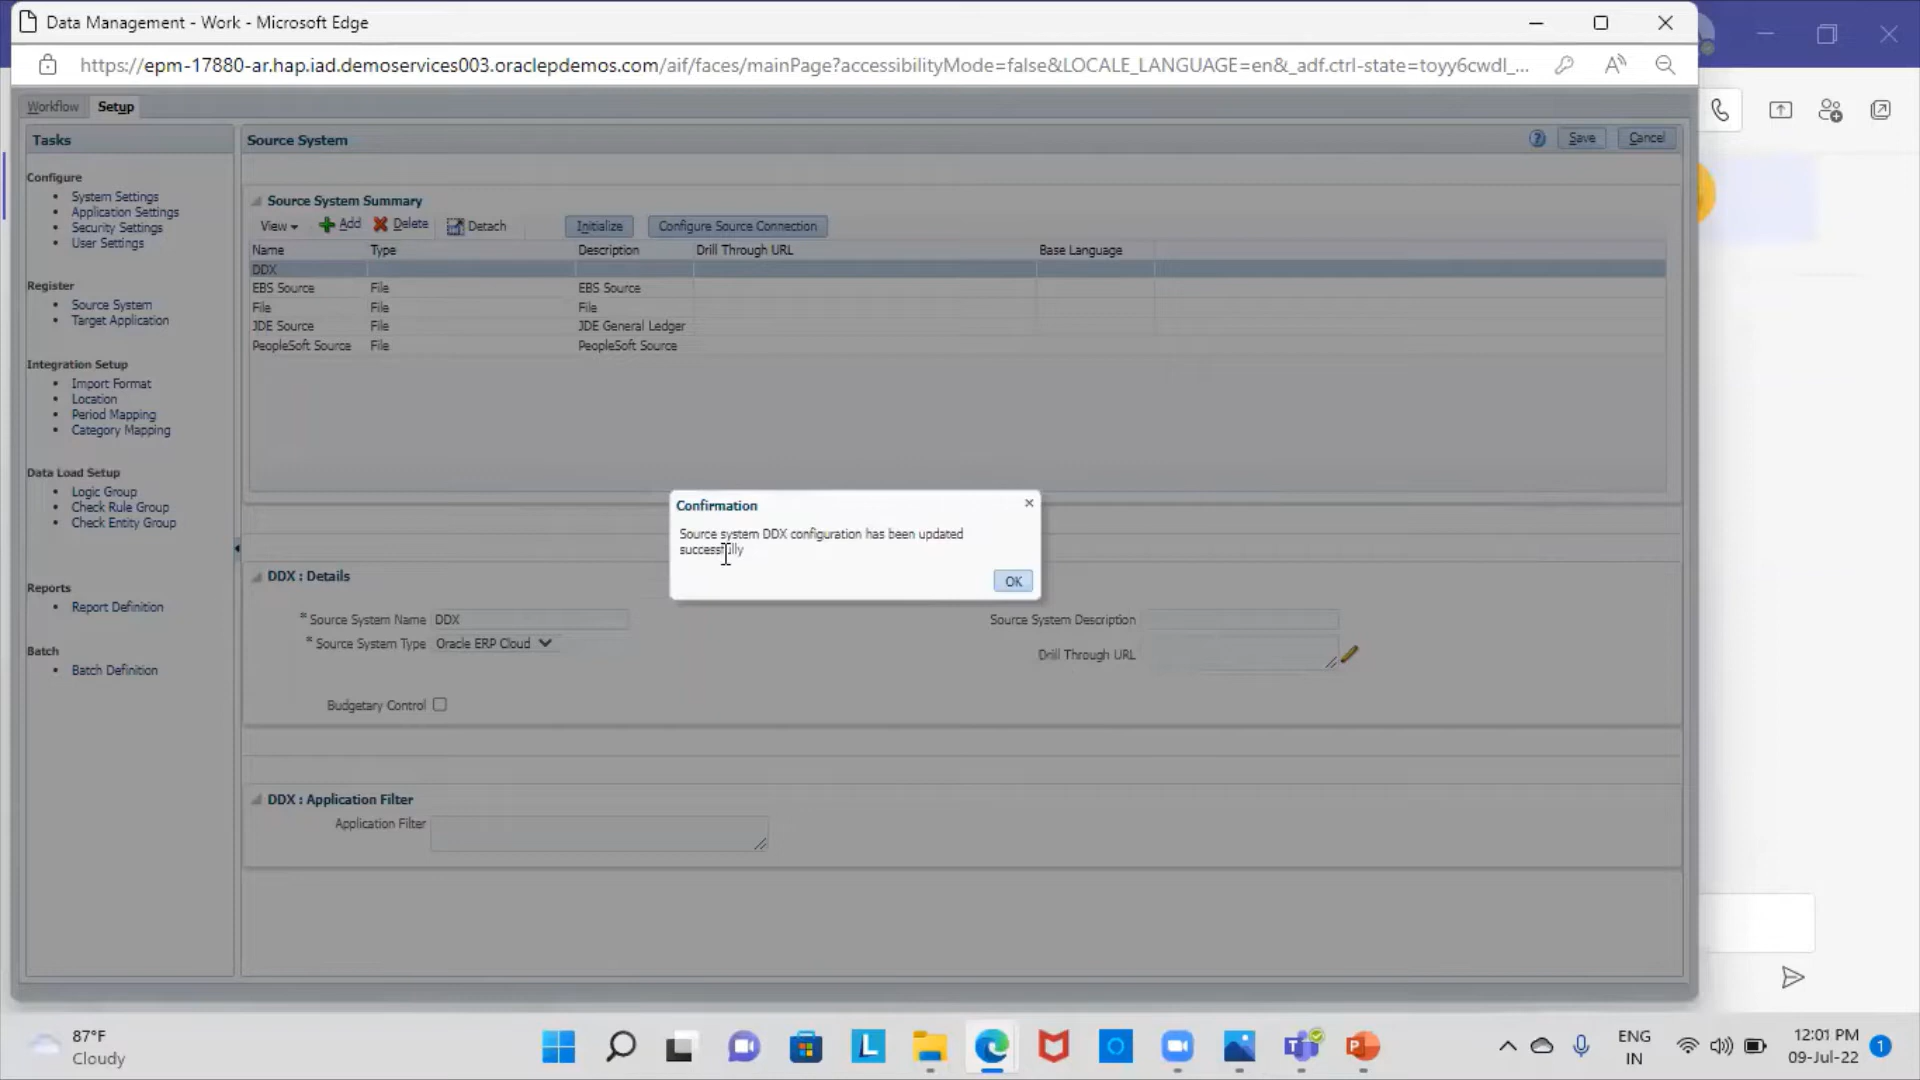 Data Management - Work - Microsoft Edge
https://epm-17880-ar.hap.iad.demoservices003.oraclepdemos.com/aif/faces/mainPage?accessibilityMode=false&LOCALE_LANGUAGE=en&_adf.ctrl-state=toyy6cwdl_...
Workflow Setup
Tasks
Source System
Save Cancel
Configure
System Settings
Application Settings
Security Settings
User Settings
Register
Source System
Target Application
Integration Setup
Import Format
Location
Period Mapping
Category Mapping
Data Load Setup
Logic Group
Check Rule Group
Check Entity Group
Reports
Report Definition
Batch
Batch Definition
Source System Summary
View Add Delete Detach Initialize Configure Source Connection
Name Type Description Drill Through URL Base Language
DDX
EBS Source File EBS Source
File File File
JDE Source File JDE General Ledger
PeopleSoft Source File PeopleSoft Source
Confirmation
Source system DDX configuration has been updated
successfully
OK
DDX : Details
* Source System Name DDX
Source System Description
* Source System Type Oracle ERP Cloud
Drill Through URL
Budgetary Control
DDX : Application Filter
Application Filter
87°F
Cloudy
ENG
IN
12:01 PM
09-Jul-22
1